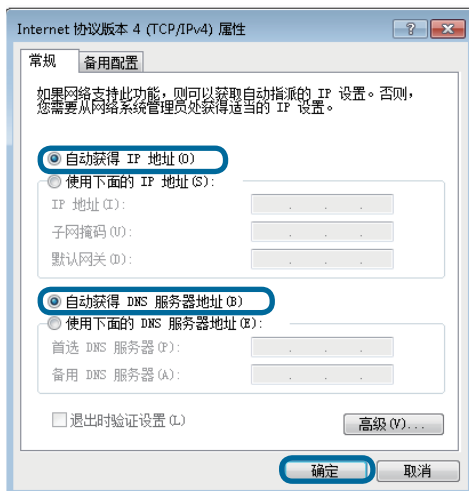 Internet 协议版本 4 (TCP/IPv4) 属性
常规 备用配置
如果网络支持此功能，则可以获取自动指派的 IP 设置。否则，
您需要从网络系统管理员处获得适当的 IP 设置。
自动获得 IP 地址(O)
使用下面的 IP 地址(S):
IP 地址(I):
子网掩码(U):
默认网关(D):
自动获得 DNS 服务器地址(B)
使用下面的 DNS 服务器地址(E):
首选 DNS 服务器(P):
备用 DNS 服务器(A):
退出时验证设置(L)
高级(V)...
确定 取消